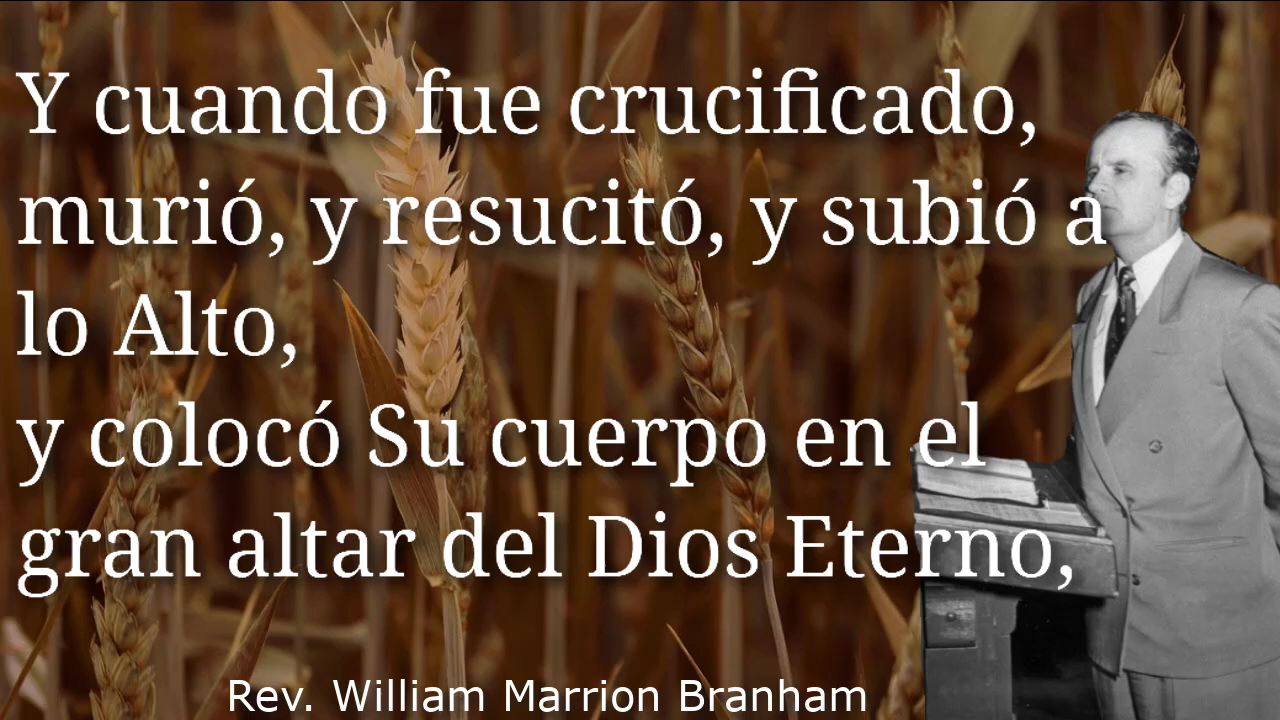 Y cuando fue crucificado,
murió, y resucitó, y subió a
lo Alto,
y colocó Su cuerpo en el
gran altar del Dios Eterno,
Rev. William Marrion Branham